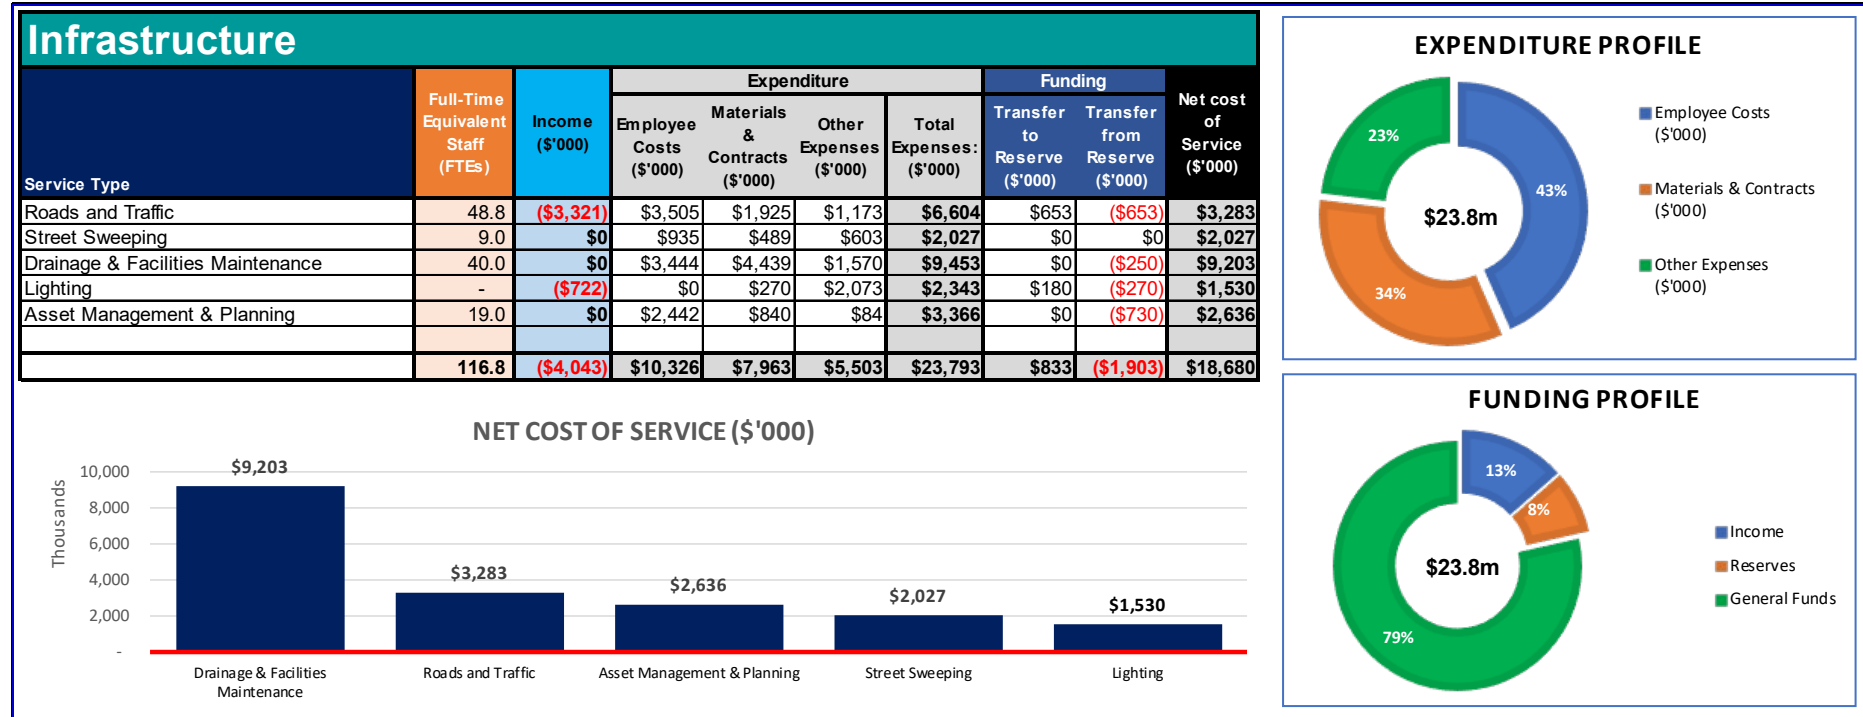 Infrastructure
Service Type
Full-Time
Equivalent
Staff
(FTEs)
Income
($'000)
Expenditure
Employee
Costs
($'000)
Materials
&
Contracts
($'000)
Other
Expenses
($'000)
Total
Expenses:
($'000)
Funding
Transfer
to
Reserve
($'000)
Transfer
from
Reserve
($'000)
Net cost
of
Service
($'000)
Roads and Traffic 48.8 ($3,321) $3,505 $1,925 $1,173 $6,604 $653 ($653) $3,283
Street Sweeping 9.0 $0 $935 $489 $603 $2,027 $0 $0 $2,027
Drainage & Facilities Maintenance 40.0 $0 $3,444 $4,439 $1,570 $9,453 $0 ($250) $9,203
Lighting - ($722) $0 $270 $2,073 $2,343 $180 ($270) $1,530
Asset Management & Planning 19.0 $0 $2,442 $840 $84 $3,366 $0 ($730) $2,636
116.8 ($4,043) $10,326 $7,963 $5,503 $23,793 $833 ($1,903) $18,680
NET COST OF SERVICE ($'000)
Thousands
10,000
8,000
6,000
4,000
2,000
-
$9,203
$3,283
$2,636
$2,027
$1,530
Drainage & Facilities
Maintenance
Roads and Traffic
Asset Management & Planning
Street Sweeping
Lighting
EXPENDITURE PROFILE
23%
43%
34%
$23.8m
Employee Costs
($'000)
Materials & Contracts
($'000)
Other Expenses
($'000)
FUNDING PROFILE
13%
8%
79%
$23.8m
Income
Reserves
General Funds